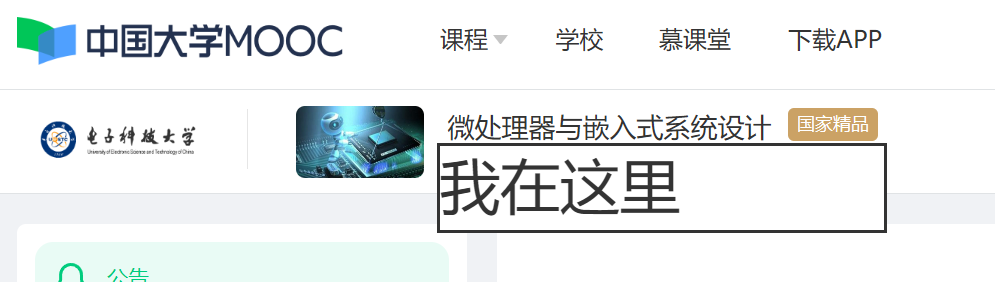 中国大学MOOC
课程 学校 慕课堂 下载APP
电子科技大学
University of Electronic Science and Technology of China
微处理器与嵌入式系统设计 国家精品
我在这里
公告